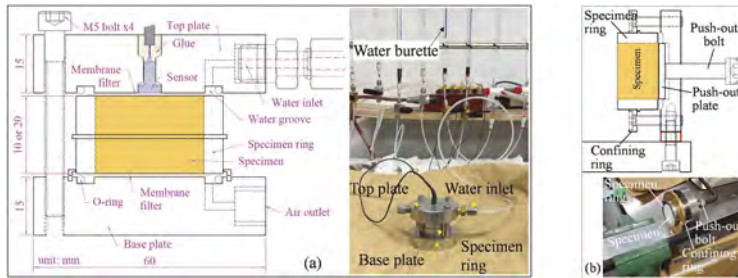 M5 bolt x4
Top plate
Glue
Membrane
filter
Sensor
15
Water inlet
Water groove
10 or 20
Specimen ring
Specimen
O-ring
Membrane
filter
Air outlet
15
Base plate
unit: mm
60
(a)
Water burette
Top plate
Water inlet
Base plate
Specimen
ring
Specimen
ring
Specimen
Push-out
bolt
Push-out
plate
Confining
ring
Specimen
ring
Specimen
Push-out
bolt
Confining
ring
(b)